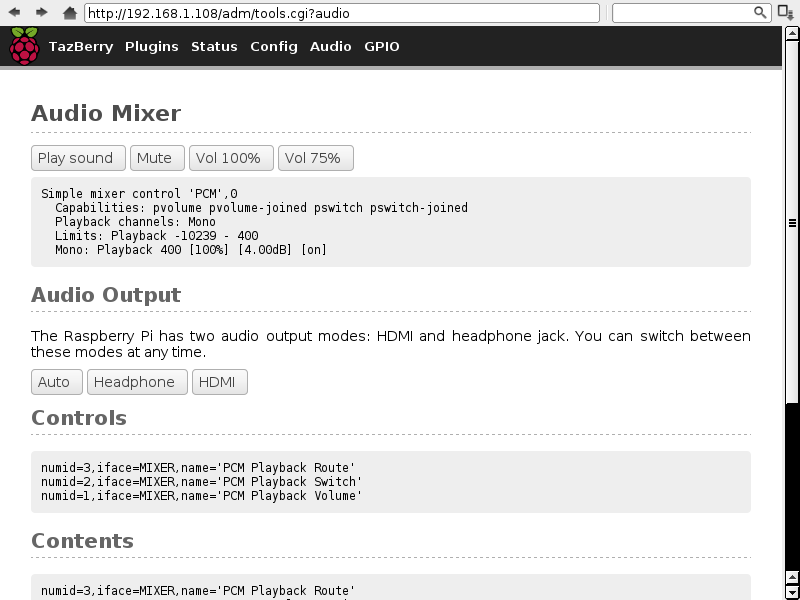 http://192.168.1.108/adm/tools.cgi?audio
TazBerry Plugins Status Config Audio GPIO
Audio Mixer
Play sound Mute Vol 100% Vol 75%
Simple mixer control 'PCM',0
Capabilities: pvolume pvolume-joined pswitch pswitch-joined
Playback channels: Mono
Limits: Playback -10239 - 400
Mono: Playback 400 [100%] [4.00dB] [on]
Audio Output
The Raspberry Pi has two audio output modes: HDMI and headphone jack. You can switch between
these modes at any time.
Auto Headphone HDMI
Controls
numid=3,iface=MIXER,name='PCM Playback Route'
numid=2,iface=MIXER,name='PCM Playback Switch'
numid=1,iface=MIXER,name='PCM Playback Volume'
Contents
numid=3,iface=MIXER,name='PCM Playback Route'